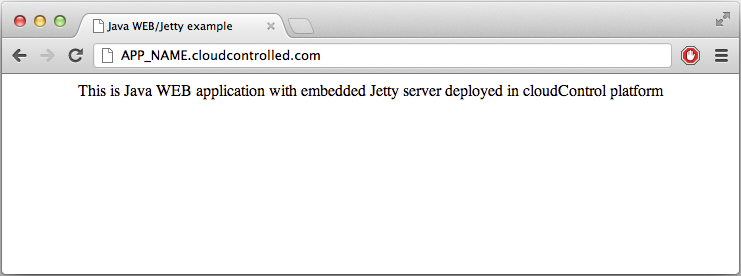 Java WEB/Jetty example
APP_NAME.cloudcontrolled.com
This is Java WEB application with embedded Jetty server deployed in cloudControl platform